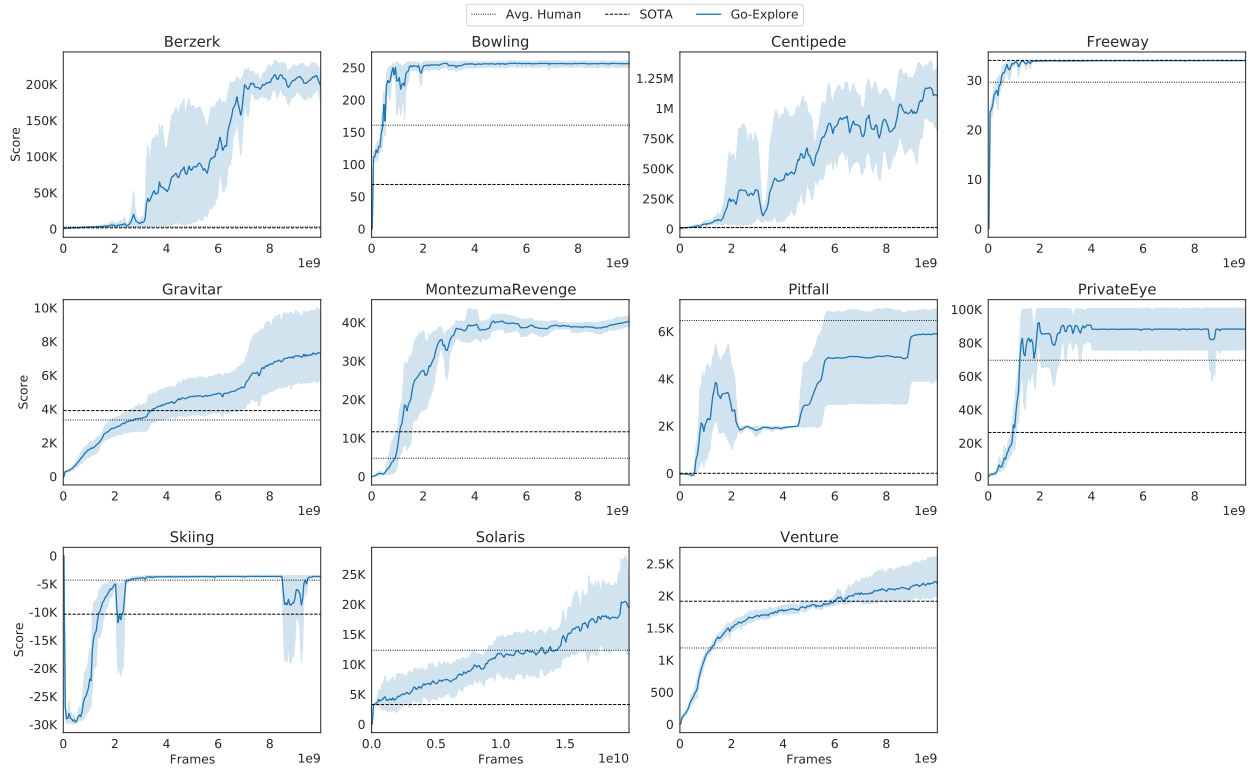 Avg. Human SOTA Go-Explore
Berzerk
Score
200K
150K
100K
50K
0
0 2 4 6 8
1e9
Bowling
250
200
150
100
50
0
0 2 4 6 8
1e9
Centipede
1.25M
1M
750K
500K
250K
0
0 2 4 6 8
1e9
Freeway
30
20
10
0
0 2 4 6 8
1e9
Gravitar
Score
10K
8K
6K
4K
2K
0
0 2 4 6 8
1e9
MontezumaRevenge
40K
30K
20K
10K
0
0 2 4 6 8
1e9
Pitfall
6K
4K
2K
0
0 2 4 6 8
1e9
PrivateEye
100K
80K
60K
40K
20K
0
0 2 4 6 8
1e9
Skiing
Score
0
-5K
-10K
-15K
-20K
-25K
-30K
0 2 4 6 8
Frames 1e9
Solaris
25K
20K
15K
10K
5K
0
0.0 0.5 1.0 1.5
Frames 1e10
Venture
2.5K
2K
1.5K
1K
500
0
0 2 4 6 8
Frames 1e9